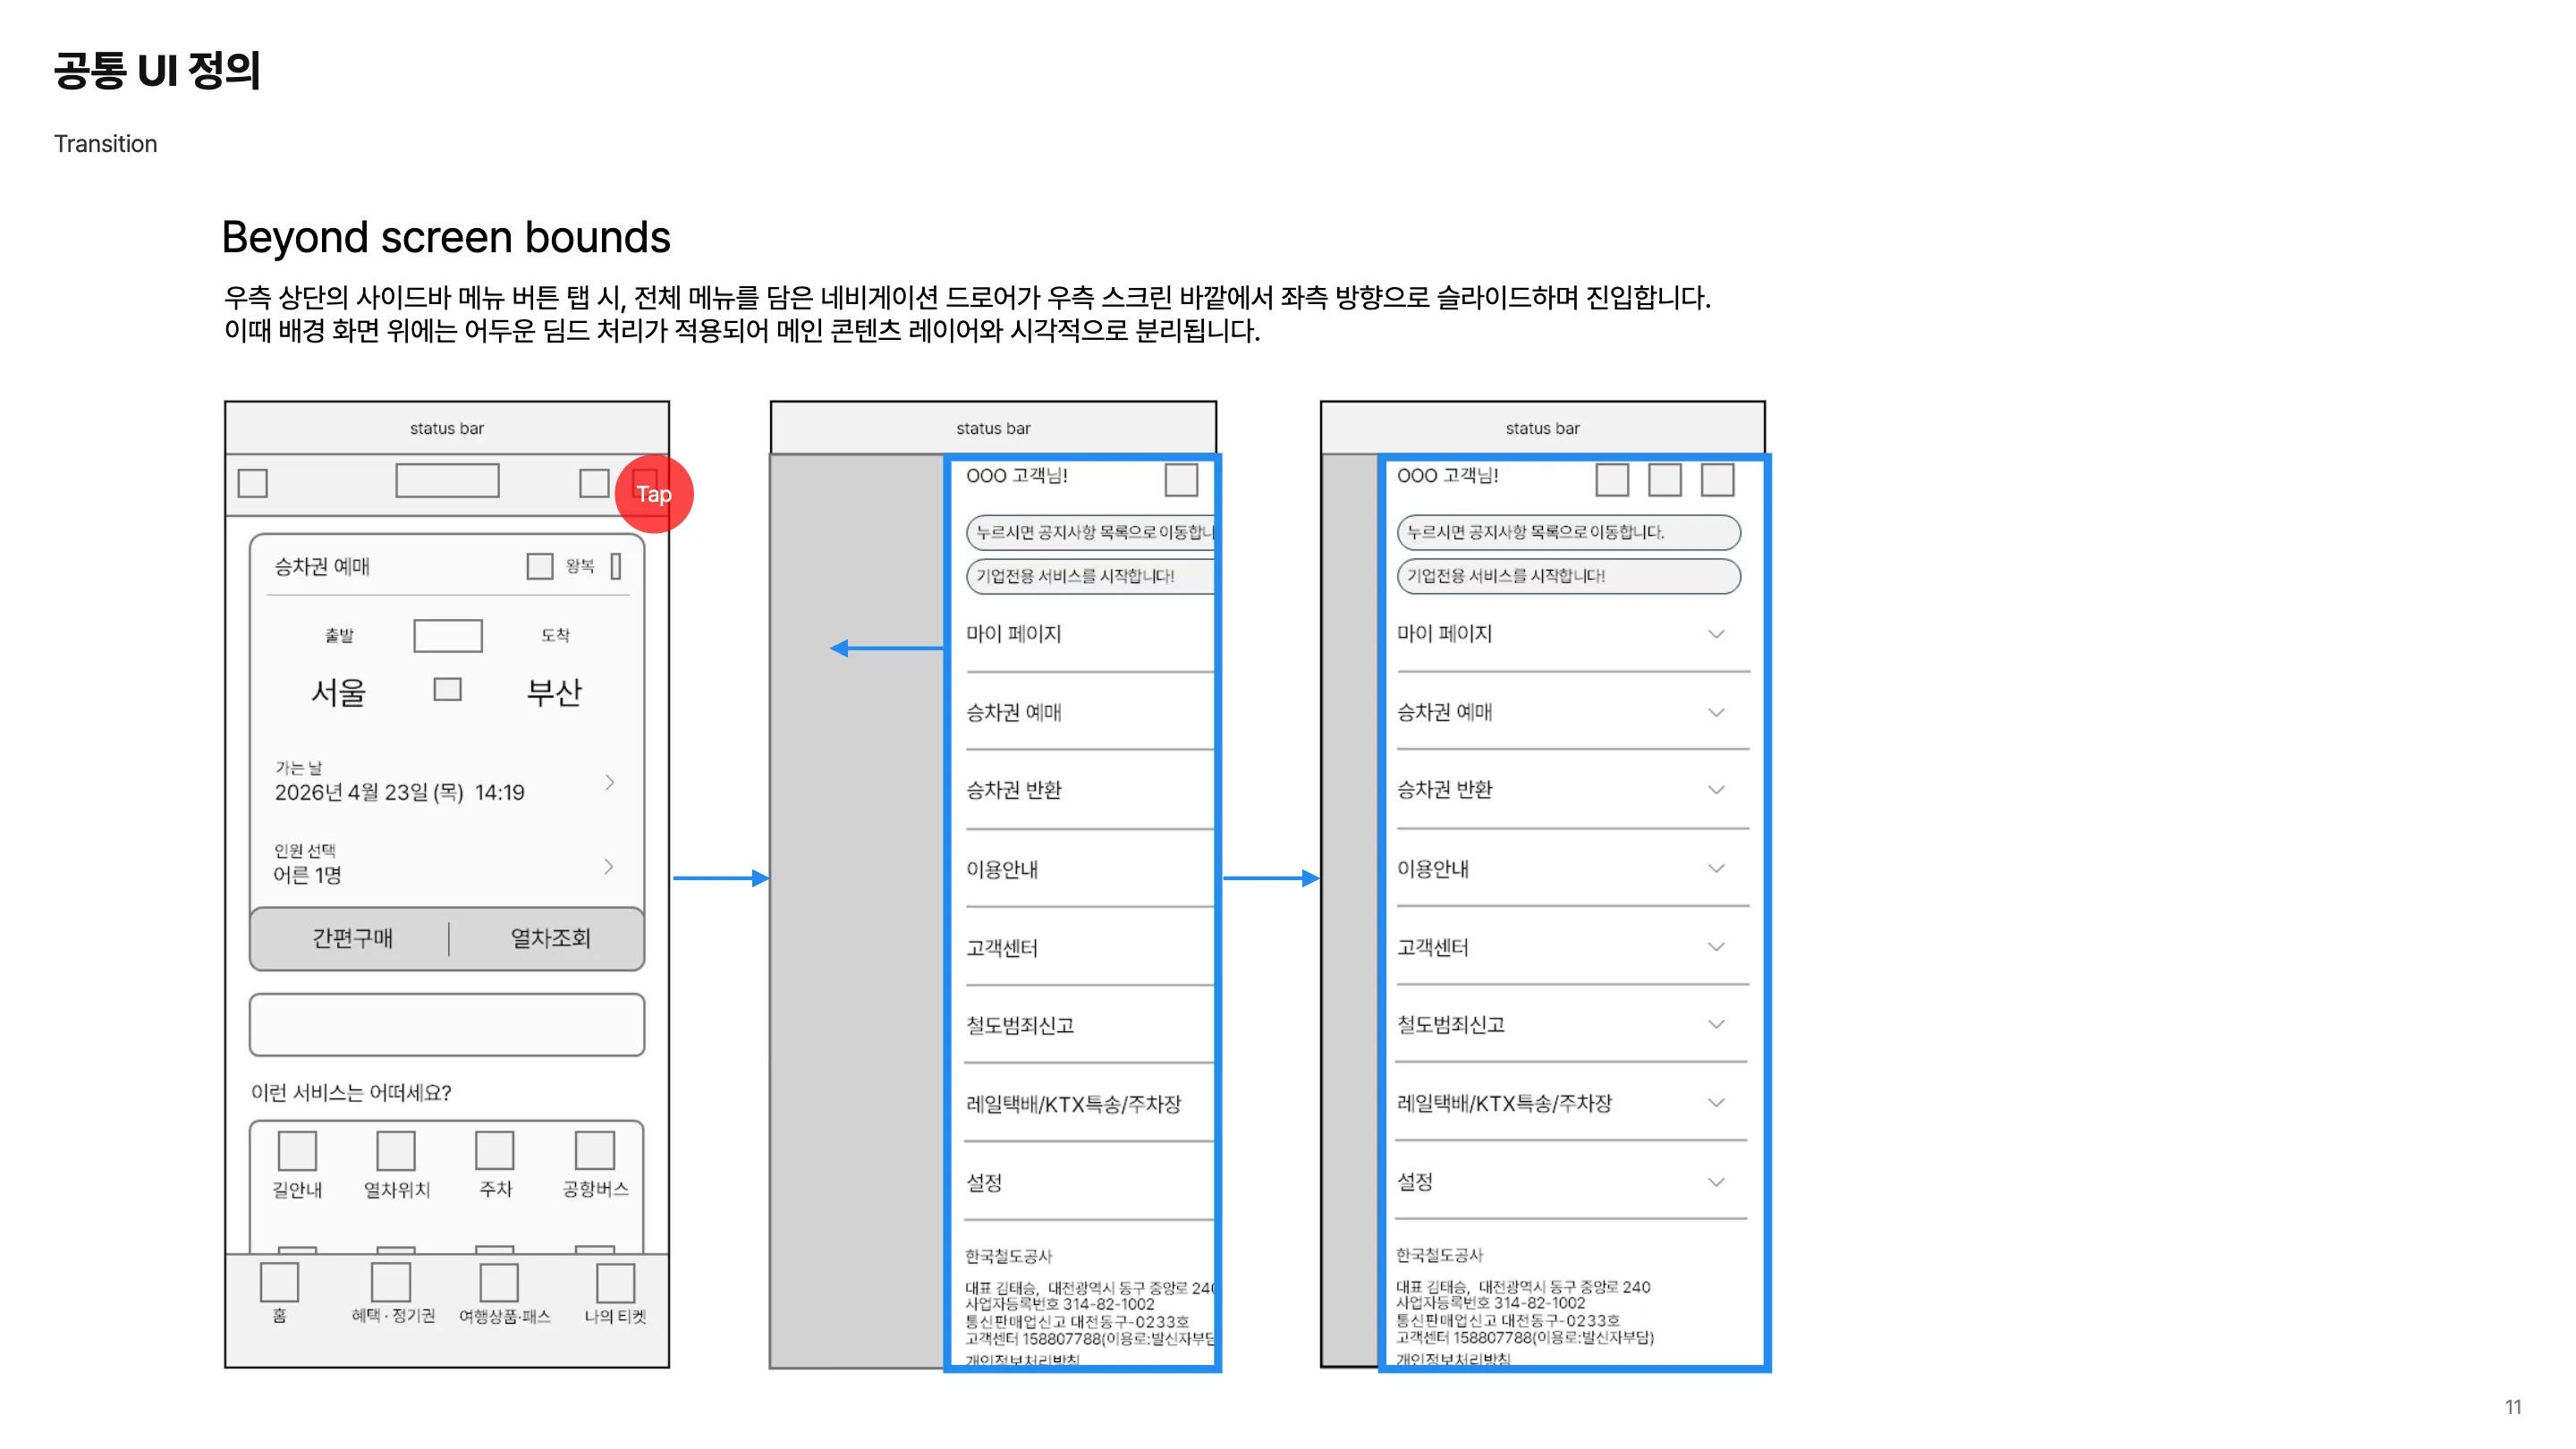 공통 UI 정의
Transition
Beyond screen bounds
우측 상단의 사이드바 메뉴 버튼 탭 시, 전체 메뉴를 담은 네비게이션 드로어가 우측 스크린 바깥에서 좌측 방향으로 슬라이드하며 진입합니다.
이때 배경 화면 위에는 어두운 딤드 처리가 적용되어 메인 콘텐츠 레이어와 시각적으로 분리됩니다.
status bar
Tap
승차권 예매
왕복
출발
도착
서울
부산
가는 날
2026년 4월 23일 (목) 14:19
인원 선택
어른 1명
간편구매
열차조회
이런 서비스는 어떠세요?
길안내
열차위치
주차
공항버스
홈
혜택 · 정기권
여행상품·패스
나의 티켓
status bar
OOO 고객님!
누르시면 공지사항 목록으로 이동합니
기업전용 서비스를 시작합니다!
마이 페이지
승차권 예매
승차권 반환
이용안내
고객센터
철도범죄신고
레일택배/KTX특송/주차장
설정
한국철도공사
대표 김태승, 대전광역시 동구 중앙로 240
사업자등록번호 314-82-1002
통신판매업신고 대전동구-0233호
고객센터 158807788(이용로:발신자부담
개인정보처리방침
status bar
OOO 고객님!
누르시면 공지사항 목록으로 이동합니다.
기업전용 서비스를 시작합니다!
마이 페이지
승차권 예매
승차권 반환
이용안내
고객센터
철도범죄신고
레일택배/KTX특송/주차장
설정
한국철도공사
대표 김태승, 대전광역시 동구 중앙로 240
사업자등록번호 314-82-1002
통신판매업신고 대전동구-0233호
고객센터 158807788(이용로:발신자부담)
개인정보처리방침
11